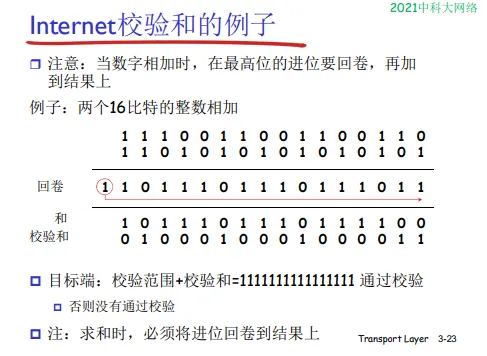 2021中科大网络
Internet校验和的例子
注意：当数字相加时，在最高位的进位要回卷，再加
到结果上
例子：两个16比特的整数相加
1 1 1 0 0 1 1 0 0 1 1 0 0 1 1 0
1 1 0 1 0 1 0 1 0 1 0 1 0 1 0 1
回卷 1 1 0 1 1 1 0 1 1 1 0 1 1 1 0 1 1
和 1 0 1 1 1 0 1 1 1 0 1 1 1 1 0 0
校验和 0 1 0 0 0 1 0 0 0 1 0 0 0 0 1 1
目标端：校验范围+校验和=1111111111111111 通过校验
否则没有通过校验
注：求和时，必须将进位回卷到结果上
Transport Layer 3-23